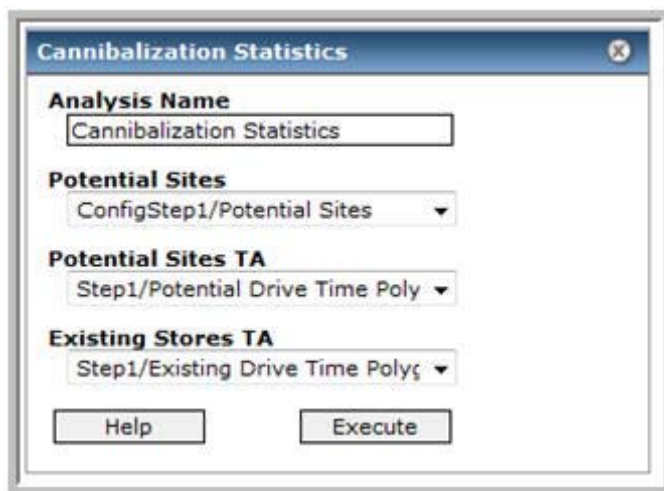 Cannibalization Statistics
Analysis Name
Cannibalization Statistics
Potential Sites
ConfigStep1/Potential Sites
Potential Sites TA
Step1/Potential Drive Time Poly
Existing Stores TA
Step1/Existing Drive Time Polyg
Help
Execute